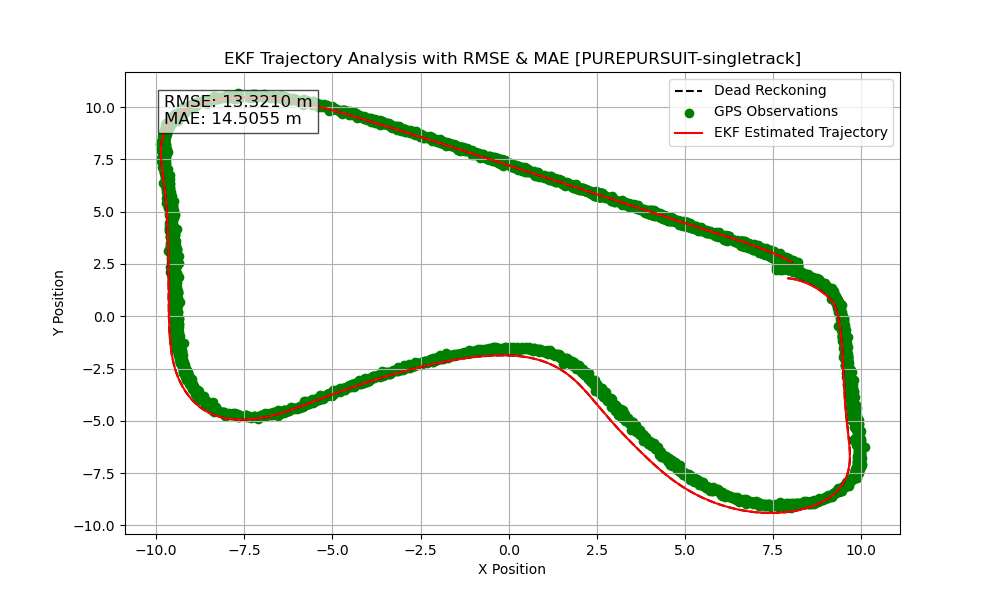 EKF Trajectory Analysis with RMSE & MAE [PUREPURSUIT-singletrack]
RMSE: 13.3210 m
MAE: 14.5055 m
Dead Reckoning
GPS Observations
EKF Estimated Trajectory
10.0
7.5
5.0
2.5
0.0
−2.5
−5.0
−7.5
−10.0
Y Position
−10.0 −7.5 −5.0 −2.5 0.0 2.5 5.0 7.5 10.0
X Position